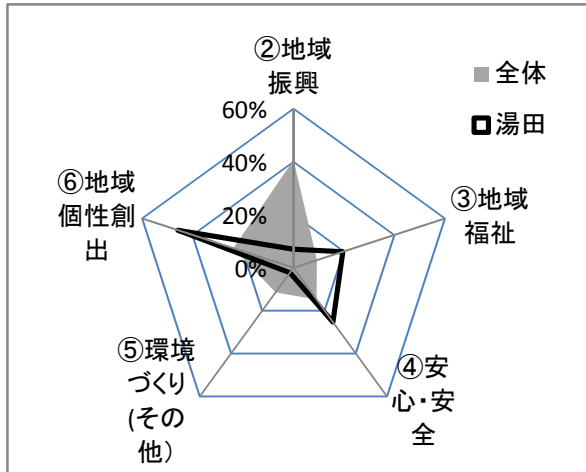 ②地域
振興
全体
湯田
60%
40%
20%
0%
③地域
福祉
④安
心・安
全
⑤環境
づくり
(その
他）
⑥地域
個性創
出